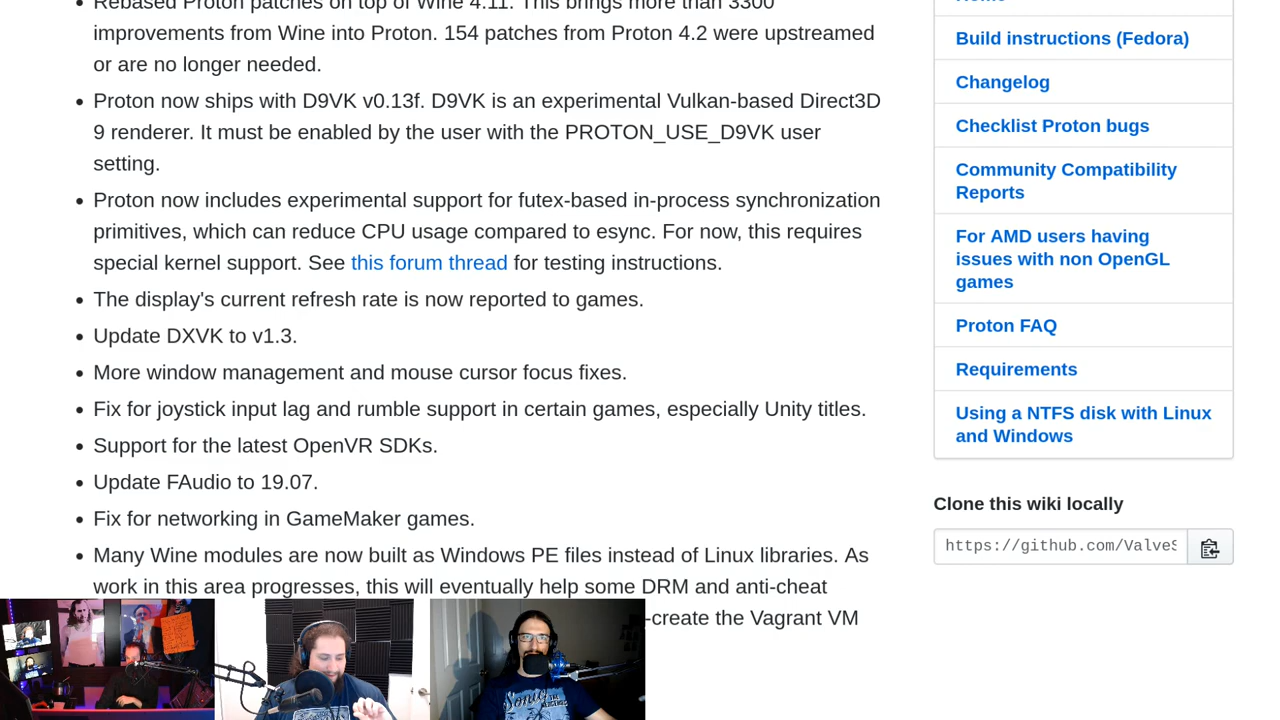 Rebased Proton patches on top of Wine 4.11. This brings more than 3300
improvements from Wine into Proton. 154 patches from Proton 4.2 were upstreamed
or are no longer needed.
Proton now ships with D9VK v0.13f. D9VK is an experimental Vulkan-based Direct3D
9 renderer. It must be enabled by the user with the PROTON_USE_D9VK user
setting.
Proton now includes experimental support for futex-based in-process synchronization
primitives, which can reduce CPU usage compared to esync. For now, this requires
special kernel support. See this forum thread for testing instructions.
The display's current refresh rate is now reported to games.
Update DXVK to v1.3.
More window management and mouse cursor focus fixes.
Fix for joystick input lag and rumble support in certain games, especially Unity titles.
Support for the latest OpenVR SDKs.
Update FAudio to 19.07.
Fix for networking in GameMaker games.
Many Wine modules are now built as Windows PE files instead of Linux libraries. As
work in this area progresses, this will eventually help some DRM and anti-cheat
-create the Vagrant VM
Home
Build instructions (Fedora)
Changelog
Checklist Proton bugs
Community Compatibility
Reports
For AMD users having
issues with non OpenGL
games
Proton FAQ
Requirements
Using a NTFS disk with Linux
and Windows
Clone this wiki locally
https://github.com/ValveS